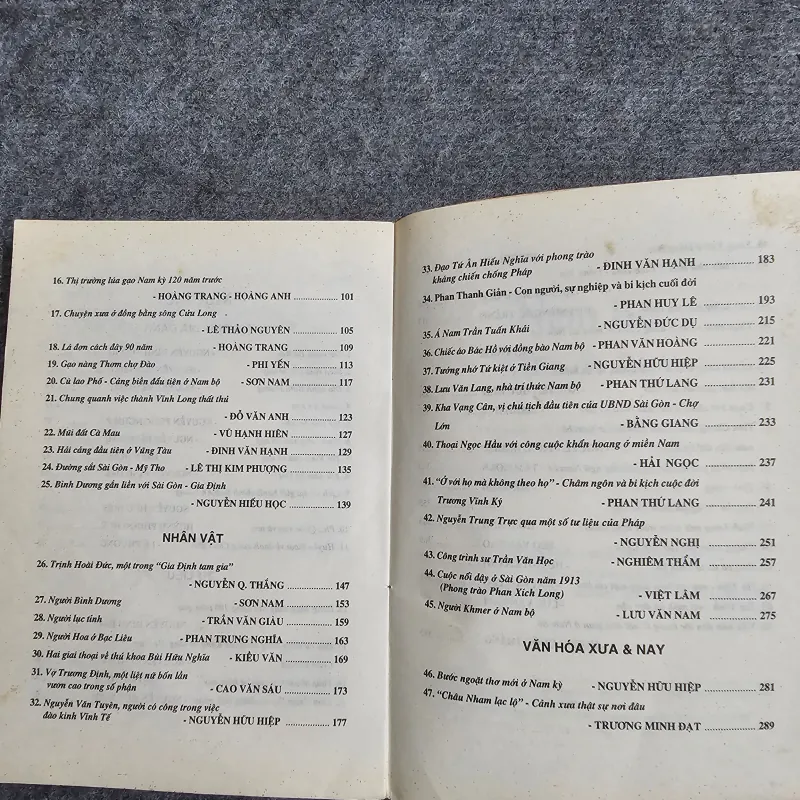 16. Thị trường lúa gạo Nam kỳ 120 năm trước
- HOÀNG TRANG - HOÀNG ANH .................. 101
17. Chuyện xưa ở đồng bằng sông Cửu Long
- LÊ THẢO NGUYÊN .................. 105
18. Lá đơn cách đây 90 năm - HOÀNG TRANG .................. 109
19. Gạo nàng Thơm chợ Đào - PHI YẾN .................. 113
20. Cù lao Phố - Cảng biển đầu tiên ở Nam bộ - SƠN NAM .................. 117
21. Chung quanh việc thành Vĩnh Long thất thủ
- ĐỖ VĂN ANH .................. 123
22. Mũi đất Cà Mau - VŨ HẠNH HIÊN .................. 127
23. Hải cảng đầu tiên ở Vũng Tàu - ĐINH VĂN HẠNH .................. 129
24. Đường sắt Sài Gòn - Mỹ Tho - LÊ THỊ KIM PHƯỢNG .................. 135
25. Bình Dương gắn liền với Sài Gòn - Gia Định
- NGUYỄN HIẾU HỌC .................. 139
NHÂN VẬT
26. Trịnh Hoài Đức, một trong "Gia Định tam gia"
- NGUYỄN Q. THẮNG .................. 147
27. Người Bình Dương - SƠN NAM .................. 153
28. Người lục tỉnh - TRẦN VĂN GIÀU .................. 159
29. Người Hoa ở Bạc Liêu - PHAN TRUNG NGHĨA .................. 163
30. Hai giai thoại về thủ khoa Bùi Hữu Nghĩa - KIỀU VĂN .................. 169
31. Vợ Trương Định, một liệt nữ bốn lần
vươn cao trong số phận - CAO VĂN SÁU .................. 173
32. Nguyễn Văn Tuyên, người có công trong việc
đào kinh Vĩnh Tế - NGUYỄN HỮU HIỆP .................. 177
33. Đạo Tứ Ân Hiếu Nghĩa với phong trào
kháng chiến chống Pháp - ĐINH VĂN HẠNH .................. 183
34. Phan Thanh Giản - Con người, sự nghiệp và bi kịch cuối đời
- PHAN HUY LÊ .................. 193
35. Á Nam Trần Tuấn Khải - NGUYỄN ĐỨC DỤ .................. 215
36. Chiếc áo Bác Hồ với đồng bào Nam bộ - PHAN VĂN HOÀNG .................. 221
37. Tướng nhớ Tứ kiệt ở Tiền Giang - NGUYỄN HỮU HIỆP .................. 225
38. Lưu Văn Lang, nhà trí thức Nam bộ - PHAN THỨ LANG .................. 231
39. Kha Vạng Cân, vị chủ tịch đầu tiên của UBND Sài Gòn - Chợ
Lớn - BẰNG GIANG .................. 233
40. Thoại Ngọc Hầu với công cuộc khẩn hoang ở miền Nam
- HẢI NGỌC .................. 237
41. "Ở với họ mà không theo họ" - Châm ngôn và bi kịch cuộc đời
Trương Vĩnh Ký - PHAN THỨ LANG .................. 241
42. Nguyễn Trung Trực qua một số tư liệu của Pháp
- NGUYỄN NGHỊ .................. 251
43. Công trình sư Trần Văn Học - NGHIÊM THẨM .................. 257
44. Cuộc nổi dậy ở Sài Gòn năm 1913
(Phong trào Phan Xích Long) - VIỆT LÂM .................. 267
45. Người Khmer ở Nam bộ - LƯU VĂN NAM .................. 275
VĂN HÓA XƯA & NAY
46. Bước ngoặt thơ mới ở Nam kỳ - NGUYỄN HỮU HIỆP .................. 281
47. "Châu Nham lạc lộ" - Cảnh xưa thật sự nơi đâu
- TRƯƠNG MINH ĐẠT .................. 289